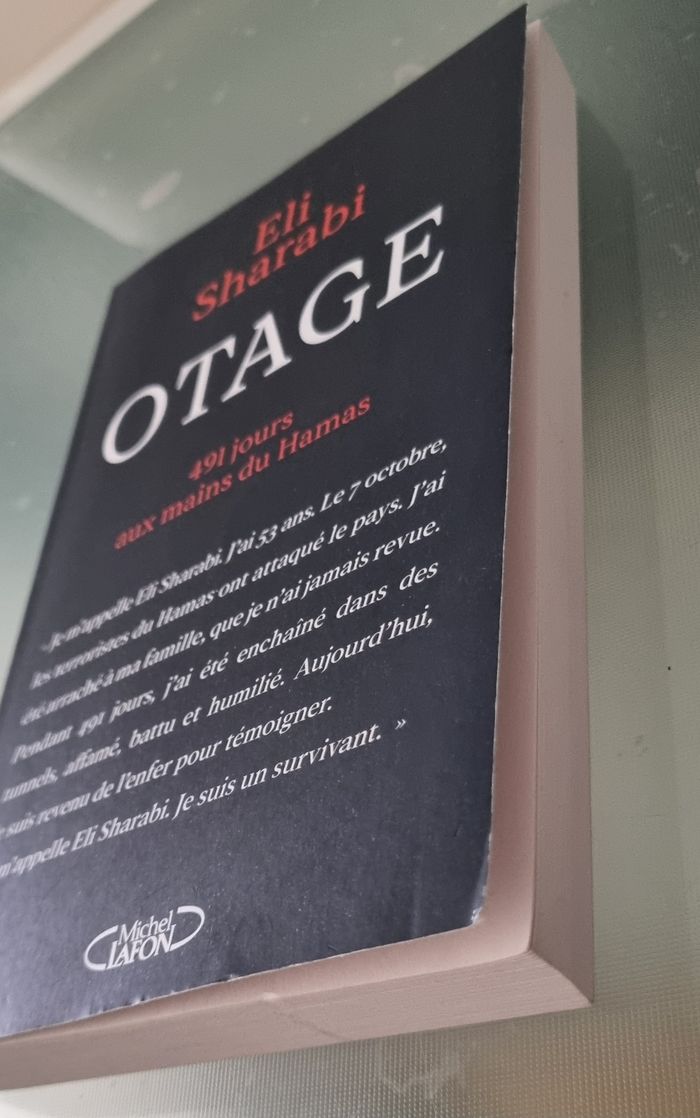 Eli
Sharabi
OTAGE
491 jours
aux mains du Hamas
« Je m'appelle Eli Sharabi. J'ai 53 ans. Le 7 octobre,
les terroristes du Hamas ont attaqué le pays. J'ai
été arraché à ma famille, que je n'ai jamais revue.
Pendant 491 jours, j'ai été enchaîné dans des
tunnels, affamé, battu et humilié. Aujourd'hui,
suis revenu de l'enfer pour témoigner.
m'appelle Eli Sharabi. Je suis un survivant. »
Michel
LAFON